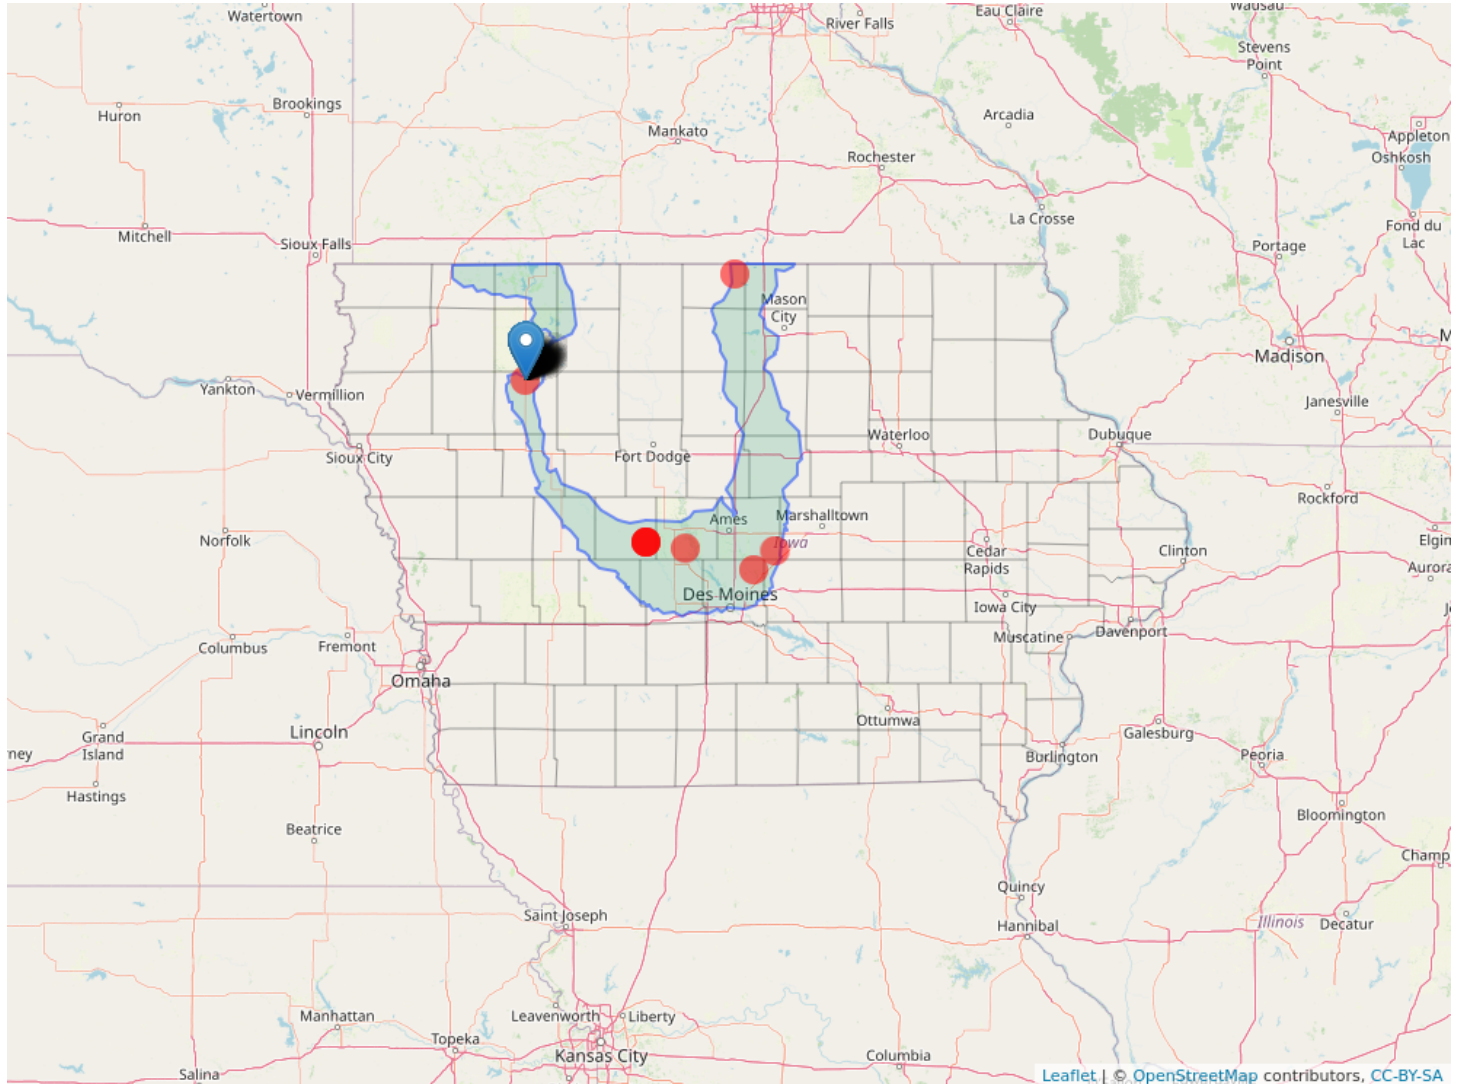 Watertown
River Falls
Eau Claire
Wausau
Stevens
Point
Brookings
Huron
Arcadia
Mankato
Appleton
Rochester
Oshkosh
La Crosse
Mitchell
Sioux Falls
Fond du
Lac
Portage
Mason
City
Madison
M
Yankton
Vermillion
Janesville
Waterloo
Dubuque
Sioux City
Fort Dodge
Rockford
Ames
Marshalltown
Norfolk
Iowa
Cedar
Rapids
Clinton
Elgin
Aurora
Des Moines
Iowa City
Columbus
Fremont
Muscatine
Davenport
Omaha
Ottumwa
Lincoln
Grand
Island
Galesburg
rney
Burlington
Peoria
Hastings
Bloomington
Beatrice
Champ
Quincy
Saint Joseph
Hannibal
Illinois
Decatur
Manhattan
Leavenworth
Liberty
Topeka
Kansas City
Columbia
Salina
Leaflet | © OpenStreetMap contributors, CC-BY-SA